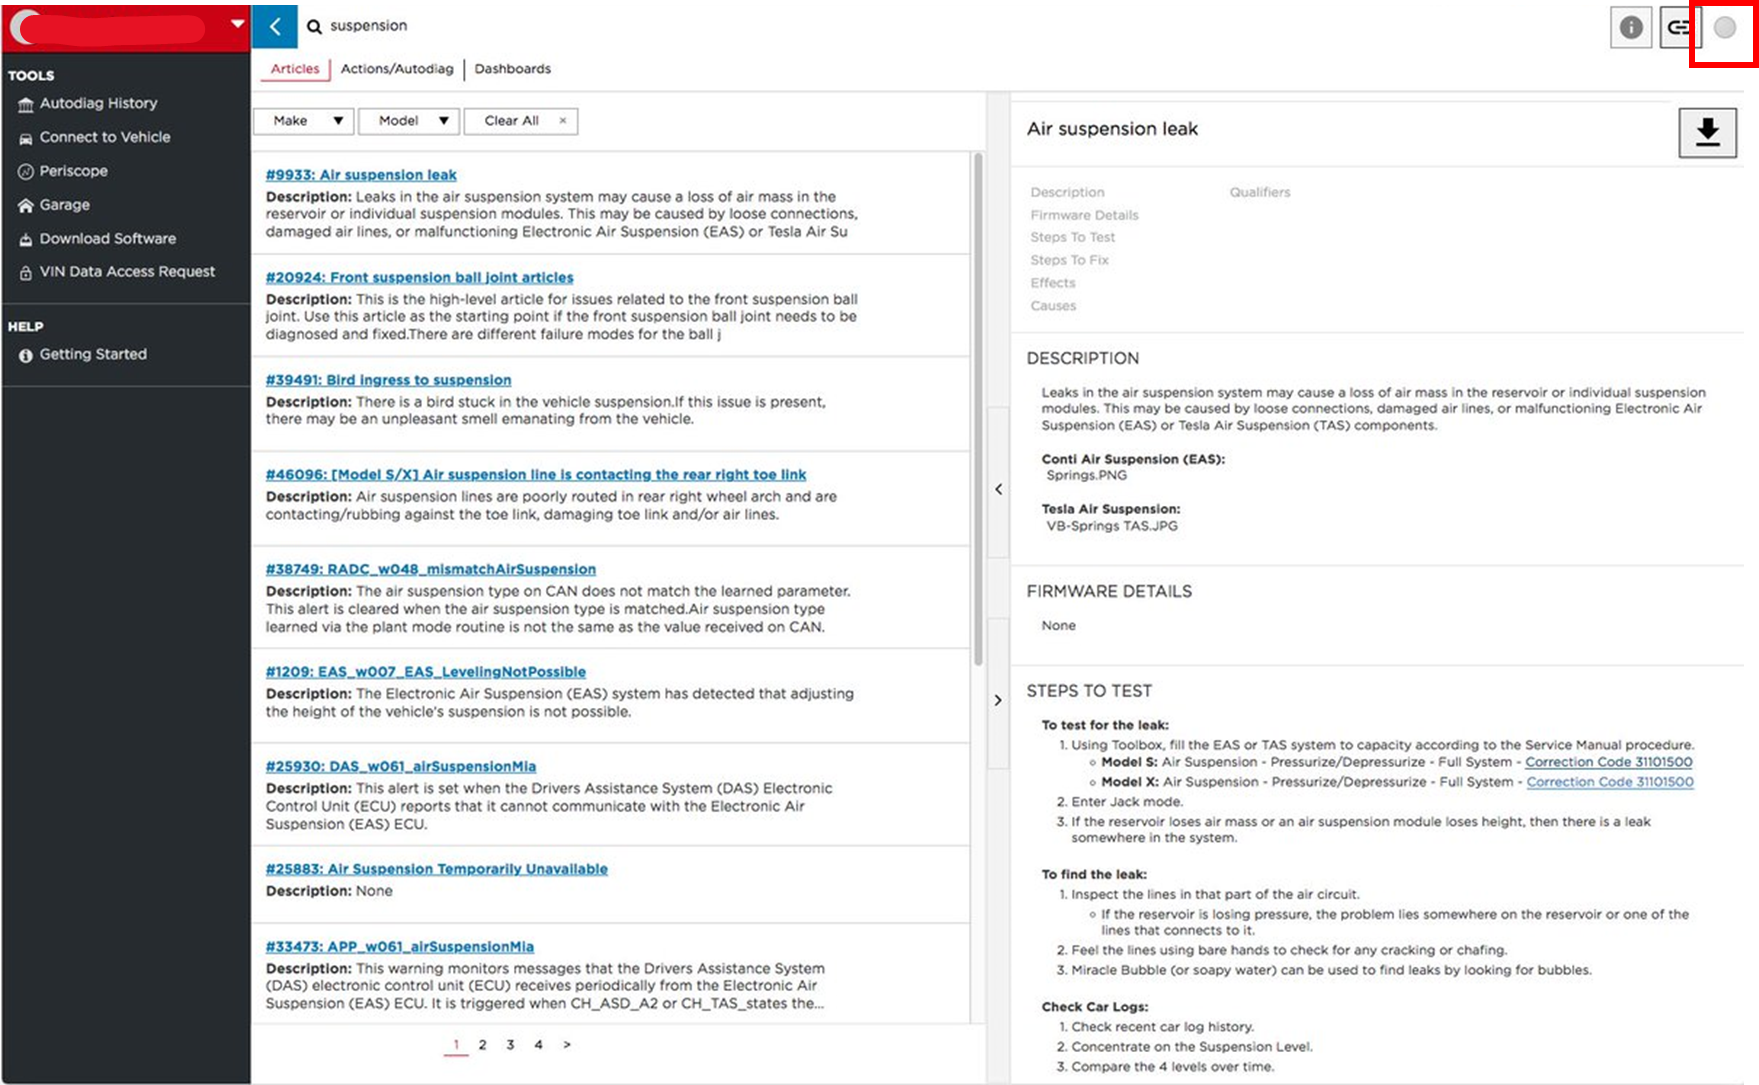 suspension
Articles
Actions/Autodiag
Dashboards
TOOLS
Autodiag History
Connect to Vehicle
Periscope
Garage
Download Software
VIN Data Access Request
HELP
Getting Started
Make
Model
Clear All ×
#9933: Air suspension leak
Description: Leaks in the air suspension system may cause a loss of air mass in the
reservoir or individual suspension modules. This may be caused by loose connections,
damaged air lines, or malfunctioning Electronic Air Suspension (EAS) or Tesla Air Su
#20924: Front suspension ball joint articles
Description: This is the high-level article for issues related to the front suspension ball
joint. Use this article as the starting point if the front suspension ball joint needs to be
diagnosed and fixed.There are different failure modes for the ball j
#39491: Bird ingress to suspension
Description: There is a bird stuck in the vehicle suspension.If this issue is present,
there may be an unpleasant smell emanating from the vehicle.
#46096: [Model S/X] Air suspension line is contacting the rear right toe link
Description: Air suspension lines are poorly routed in rear right wheel arch and are
contacting/rubbing against the toe link, damaging toe link and/or air lines.
#38749: RADC_w048_mismatchAirSuspension
Description: The air suspension type on CAN does not match the learned parameter.
This alert is cleared when the air suspension type is matched.Air suspension type
learned via the plant mode routine is not the same as the value received on CAN.
#1209: EAS_w007_EAS_LevelingNotPossible
Description: The Electronic Air Suspension (EAS) system has detected that adjusting
the height of the vehicle's suspension is not possible.
#25930: DAS_w061_airSuspensionMia
Description: This alert is set when the Drivers Assistance System (DAS) Electronic
Control Unit (ECU) reports that it cannot communicate with the Electronic Air
Suspension (EAS) ECU.
#25883: Air Suspension Temporarily Unavailable
Description: None
#33473: APP_w061_airSuspensionMia
Description: This warning monitors messages that the Drivers Assistance System
(DAS) electronic control unit (ECU) receives periodically from the Electronic Air
Suspension (EAS) ECU. It is triggered when CH_ASD_A2 or CH_TAS_states the...
1 2 3 4 >
Air suspension leak
Description
Qualifiers
Firmware Details
Steps To Test
Steps To Fix
Effects
Causes
DESCRIPTION
Leaks in the air suspension system may cause a loss of air mass in the reservoir or individual suspension
modules. This may be caused by loose connections, damaged air lines, or malfunctioning Electronic Air
Suspension (EAS) or Tesla Air Suspension (TAS) components.
Conti Air Suspension (EAS):
Springs.PNG
Tesla Air Suspension:
VB-Springs TAS.JPG
FIRMWARE DETAILS
None
STEPS TO TEST
To test for the leak:
1. Using Toolbox, fill the EAS or TAS system to capacity according to the Service Manual procedure.
Model S: Air Suspension - Pressurize/Depressurize - Full System - Correction Code 31101500
Model X: Air Suspension - Pressurize/Depressurize - Full System - Correction Code 31101500
2. Enter Jack mode.
3. If the reservoir loses air mass or an air suspension module loses height, then there is a leak
somewhere in the system.
To find the leak:
1. Inspect the lines in that part of the air circuit.
If the reservoir is losing pressure, the problem lies somewhere on the reservoir or one of the
lines that connects to it.
2. Feel the lines using bare hands to check for any cracking or chafing.
3. Miracle Bubble (or soapy water) can be used to find leaks by looking for bubbles.
Check Car Logs:
1. Check recent car log history.
2. Concentrate on the Suspension Level.
3. Compare the 4 levels over time.